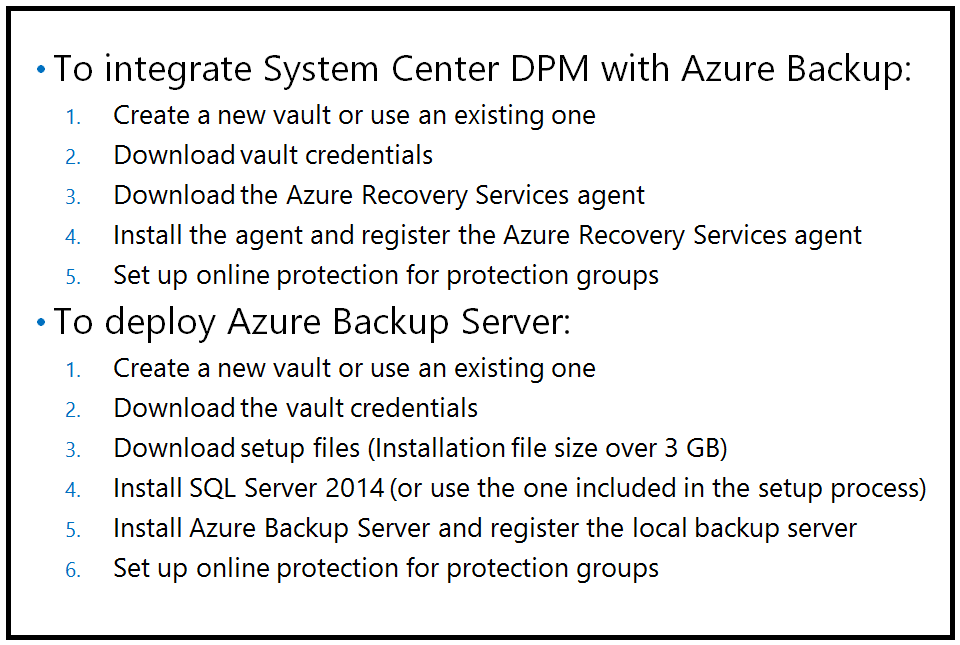 • To integrate System Center DPM with Azure Backup:
1. Create a new vault or use an existing one
2. Download vault credentials
3. Download the Azure Recovery Services agent
4. Install the agent and register the Azure Recovery Services agent
5. Set up online protection for protection groups
• To deploy Azure Backup Server:
1. Create a new vault or use an existing one
2. Download the vault credentials
3. Download setup files (Installation file size over 3 GB)
4. Install SQL Server 2014 (or use the one included in the setup process)
5. Install Azure Backup Server and register the local backup server
6. Set up online protection for protection groups